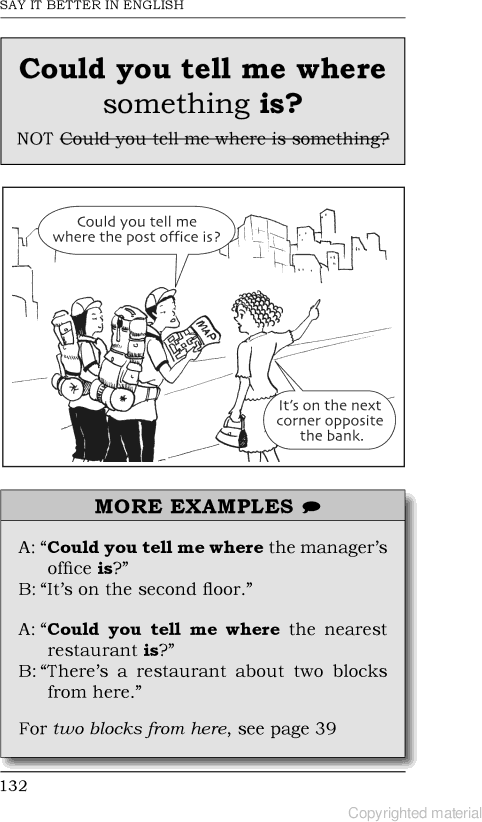 SAY IT BETTER IN ENGLISH
Could you tell me where
something is?
NOT Could you tell me where is something?
Could you tell me
where the post office is?
MAP
It's on the next
corner opposite
the bank.
MORE EXAMPLES
A: “Could you tell me where the manager’s
office is?”
B: “It’s on the second floor.”
A: “Could you tell me where the nearest
restaurant is?”
B: “There’s a restaurant about two blocks
from here.”
For two blocks from here, see page 39
132
Copyrighted material